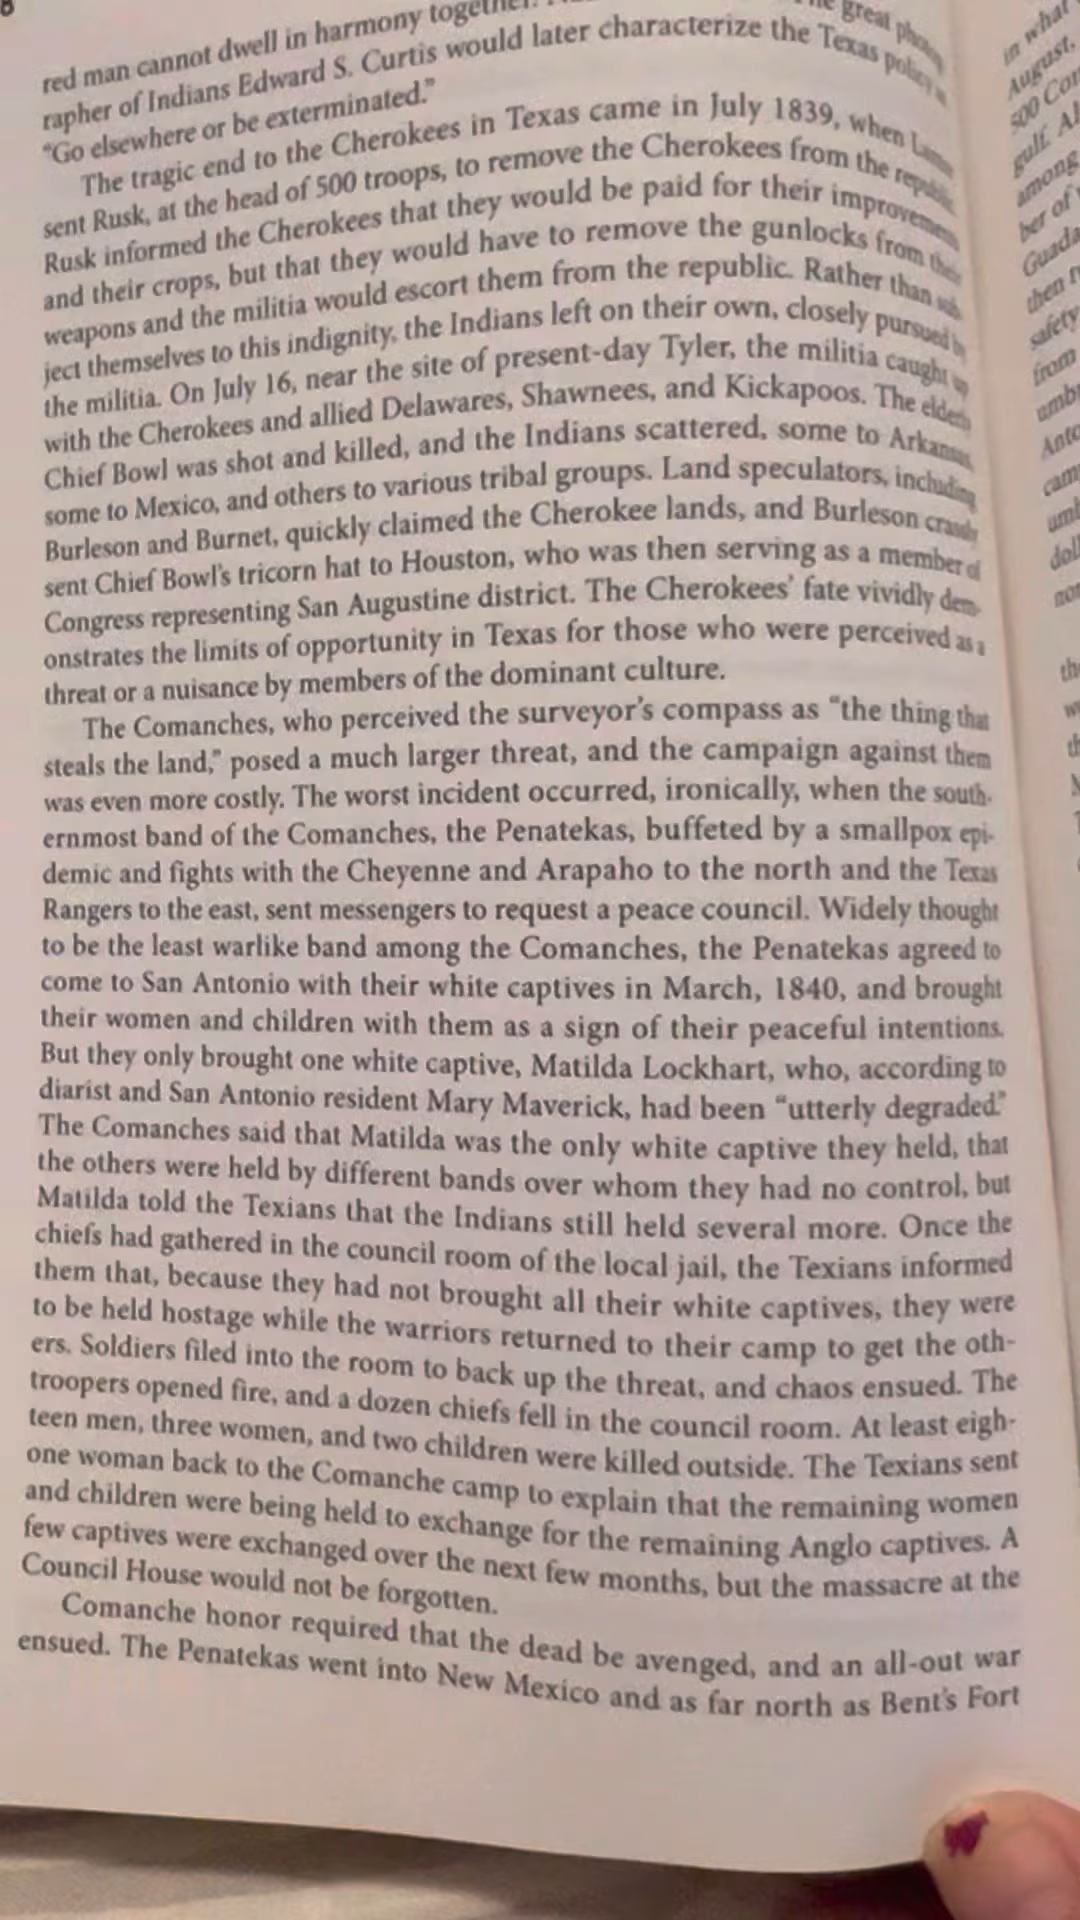 8
red man cannot dwell in harmony together. The great photog-
rapher of Indians Edward S. Curtis would later characterize the Texas policy as
“Go elsewhere or be exterminated.”
The tragic end to the Cherokees in Texas came in July 1839, when Lamar
sent Rusk, at the head of 500 troops, to remove the Cherokees from the republic.
Rusk informed the Cherokees that they would be paid for their improvements
and their crops, but that they would have to remove the gunlocks from their
weapons and the militia would escort them from the republic. Rather than sub-
ject themselves to this indignity, the Indians left on their own, closely pursued by
the militia. On July 16, near the site of present-day Tyler, the militia caught up
with the Cherokees and allied Delawares, Shawnees, and Kickapoos. The elderly
Chief Bowl was shot and killed, and the Indians scattered, some to Arkansas,
some to Mexico, and others to various tribal groups. Land speculators, including
Burleson and Burnet, quickly claimed the Cherokee lands, and Burleson crassly
sent Chief Bowl's tricorn hat to Houston, who was then serving as a member of
Congress representing San Augustine district. The Cherokees' fate vividly dem-
onstrates the limits of opportunity in Texas for those who were perceived as a
threat or a nuisance by members of the dominant culture.
The Comanches, who perceived the surveyor's compass as “the thing that
steals the land,” posed a much larger threat, and the campaign against them
was even more costly. The worst incident occurred, ironically, when the south-
ernmost band of the Comanches, the Penatekas, buffeted by a smallpox epi-
demic and fights with the Cheyenne and Arapaho to the north and the Texas
Rangers to the east, sent messengers to request a peace council. Widely thought
to be the least warlike band among the Comanches, the Penatekas agreed to
come to San Antonio with their white captives in March, 1840, and brought
their women and children with them as a sign of their peaceful intentions.
But they only brought one white captive, Matilda Lockhart, who, according to
diarist and San Antonio resident Mary Maverick, had been “utterly degraded.”
The Comanches said that Matilda was the only white captive they held, that
the others were held by different bands over whom they had no control, but
Matilda told the Texians that the Indians still held several more. Once the
chiefs had gathered in the council room of the local jail, the Texians informed
them that, because they had not brought all their white captives, they were
to be held hostage while the warriors returned to their camp to get the oth-
ers. Soldiers filed into the room to back up the threat, and chaos ensued. The
troopers opened fire, and a dozen chiefs fell in the council room. At least eigh-
teen men, three women, and two children were killed outside. The Texians sent
one woman back to the Comanche camp to explain that the remaining women
and children were being held to exchange for the remaining Anglo captives. A
few captives were exchanged over the next few months, but the massacre at the
Council House would not be forgotten.
Comanche honor required that the dead be avenged, and an all-out war
ensued. The Penatekas went into New Mexico and as far north as Bent's Fort
in what
August,
500
gulf.
among
ber of
then
safety
from